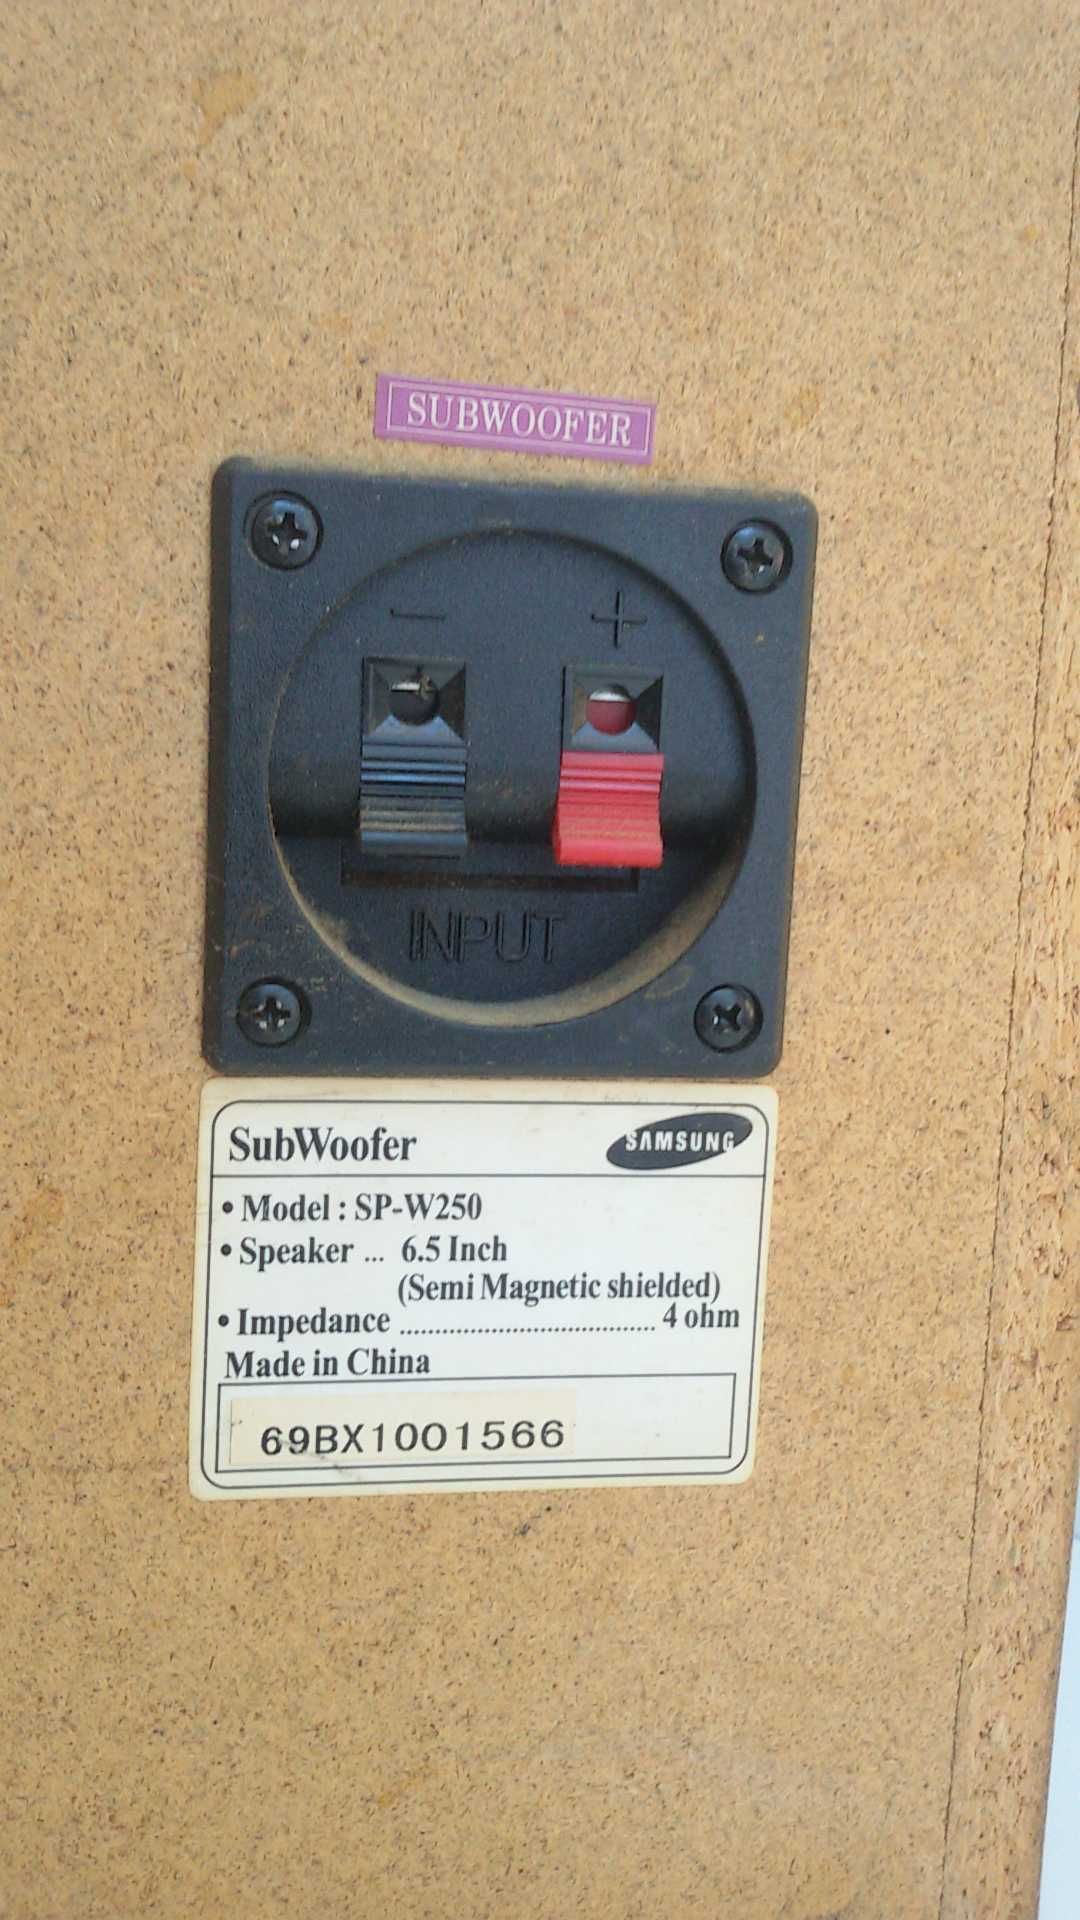 SUBWOOFER
− +
INPUT
SubWoofer SAMSUNG
• Model : SP-W250
• Speaker ... 6.5 Inch
(Semi Magnetic shielded)
• Impedance .................................... 4 ohm
Made in China
69BX1001566